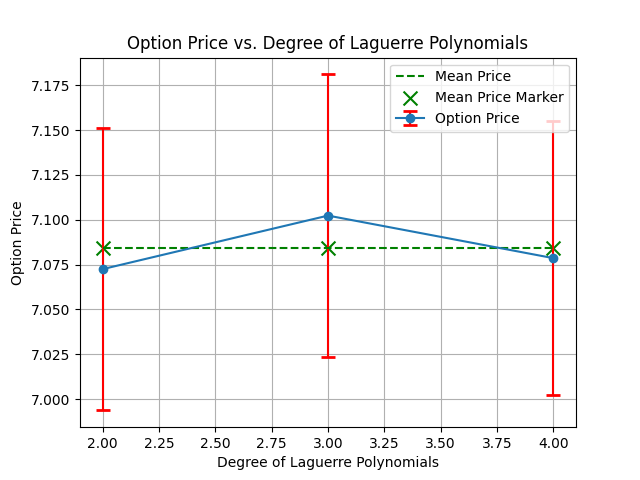 Option Price vs. Degree of Laguerre Polynomials
Mean Price
Mean Price Marker
Option Price
Option Price
7.175
7.150
7.125
7.100
7.075
7.050
7.025
7.000
2.00 2.25 2.50 2.75 3.00 3.25 3.50 3.75 4.00
Degree of Laguerre Polynomials